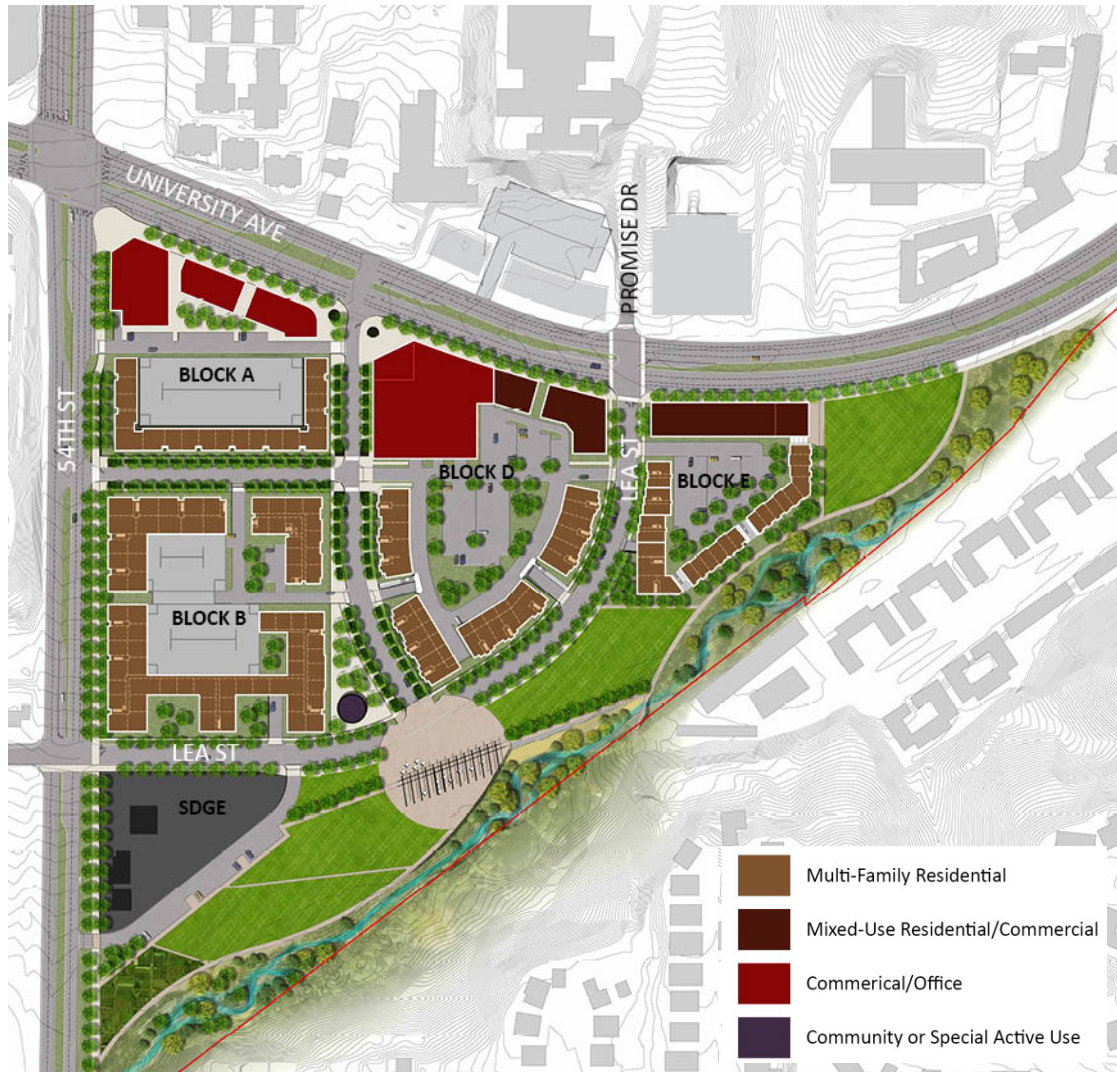 UNIVERSITY AVE
PROMISE DR
BLOCK A
54TH ST
BLOCK D
LEA ST
BLOCK E
BLOCK B
LEA ST
SDGE
Multi-Family Residential
Mixed-Use Residential/Commercial
Commerical/Office
Community or Special Active Use